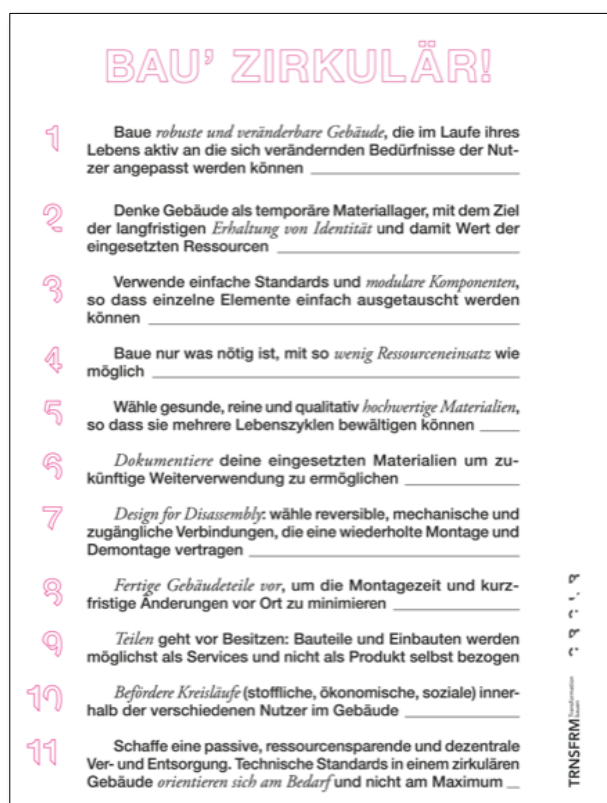 BAU' ZIRKULÄR!
1 Baue robuste und veränderbare Gebäude, die im Laufe ihres
Lebens aktiv an die sich verändernden Bedürfnisse der Nut-
zer angepasst werden können
2 Denke Gebäude als temporäre Materiallager, mit dem Ziel
der langfristigen Erhaltung von Identität und damit Wert der
eingesetzten Ressourcen
3 Verwende einfache Standards und modulare Komponenten,
so dass einzelne Elemente einfach ausgetauscht werden
können
4 Baue nur was nötig ist, mit so wenig Ressourceneinsatz wie
möglich
5 Wähle gesunde, reine und qualitativ hochwertige Materialien,
so dass sie mehrere Lebenszyklen bewältigen können
6 Dokumentiere deine eingesetzten Materialien um zu-
künftige Weiterverwendung zu ermöglichen
7 Design for Disassembly: wähle reversible, mechanische und
zugängliche Verbindungen, die eine wiederholte Montage und
Demontage vertragen
8 Fertige Gebäudeteile vor, um die Montagezeit und kurz-
fristige Änderungen vor Ort zu minimieren
9 Teilen geht vor Besitzen: Bauteile und Einbauten werden
möglichst als Services und nicht als Produkt selbst bezogen
10 Befördere Kreisläufe (stoffliche, ökonomische, soziale) inner-
halb der verschiedenen Nutzer im Gebäude
11 Schaffe eine passive, ressourcensparende und dezentrale
Ver- und Entsorgung. Technische Standards in einem zirkulären
Gebäude orientieren sich am Bedarf und nicht am Maximum
TRNSFRM Transformation
bauen